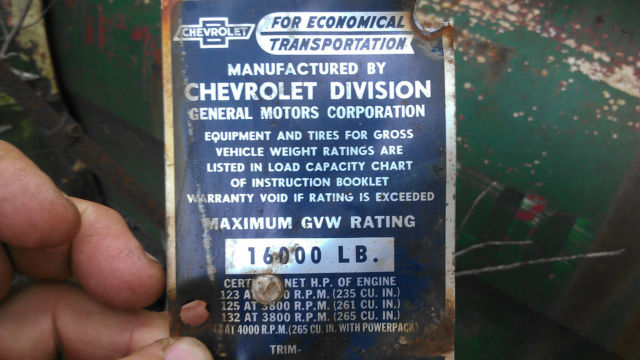 CHEVROLET
FOR ECONOMICAL
TRANSPORTATION
MANUFACTURED BY
CHEVROLET DIVISION
GENERAL MOTORS CORPORATION
EQUIPMENT AND TIRES FOR GROSS
VEHICLE WEIGHT RATINGS ARE
LISTED IN LOAD CAPACITY CHART
OF INSTRUCTION BOOKLET
WARRANTY VOID IF RATING IS EXCEEDED
MAXIMUM GVW RATING
16000 LB.
NET H.P. OF ENGINE
123 AT R.P.M. (235 CU. IN.)
125 AT 3800 R.P.M. (261 CU. IN.)
132 AT 3800 R.P.M. (265 CU. IN.)
AT 4000 R.P.M. (265 CU. IN. WITH POWERPACK)
TRIM-